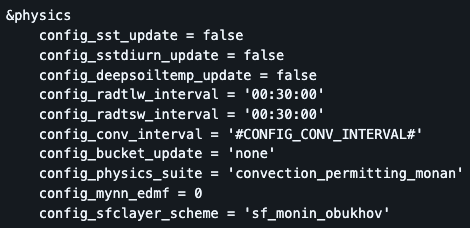 &physics
    config_sst_update = false
    config_sstdiurn_update = false
    config_deepsoiltemp_update = false
    config_radtlw_interval = '00:30:00'
    config_radtsw_interval = '00:30:00'
    config_conv_interval = '#CONFIG_CONV_INTERVAL#'
    config_bucket_update = 'none'
    config_physics_suite = 'convection_permitting_monan'
    config_mynn_edmf = 0
    config_sfclayer_scheme = 'sf_monin_obukhov'